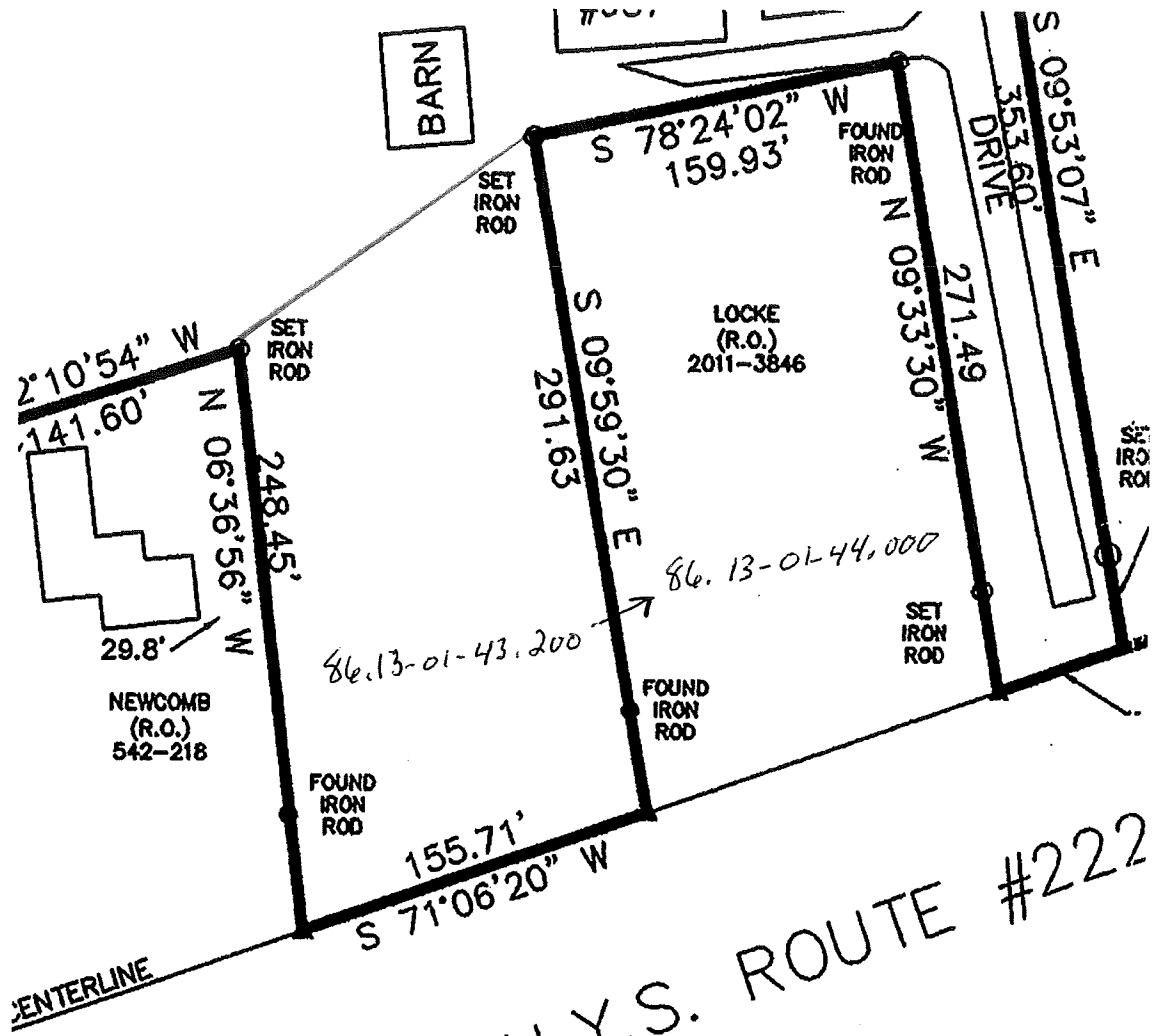 BARN
S 78°24'02" W
159.93'
FOUND
IRON
ROD
SET
IRON
ROD
S 09°53'07" E
353.60'
DRIVE
N 09°33'30" W
271.49
S 09°59'30" E
291.63
LOCKE
(R.O.)
2011-3846
SET
IRON
ROD
2°10'54" W
141.60'
N 06°36'56" W
248.45'
29.8'
NEWCOMB
(R.O.)
542-218
86.13-01-43.200
86.13-01-44.000
SET
IRON
ROD
FOUND
IRON
ROD
FOUND
IRON
ROD
155.71'
S 71°06'20" W
CENTERLINE
Y.S. ROUTE #222